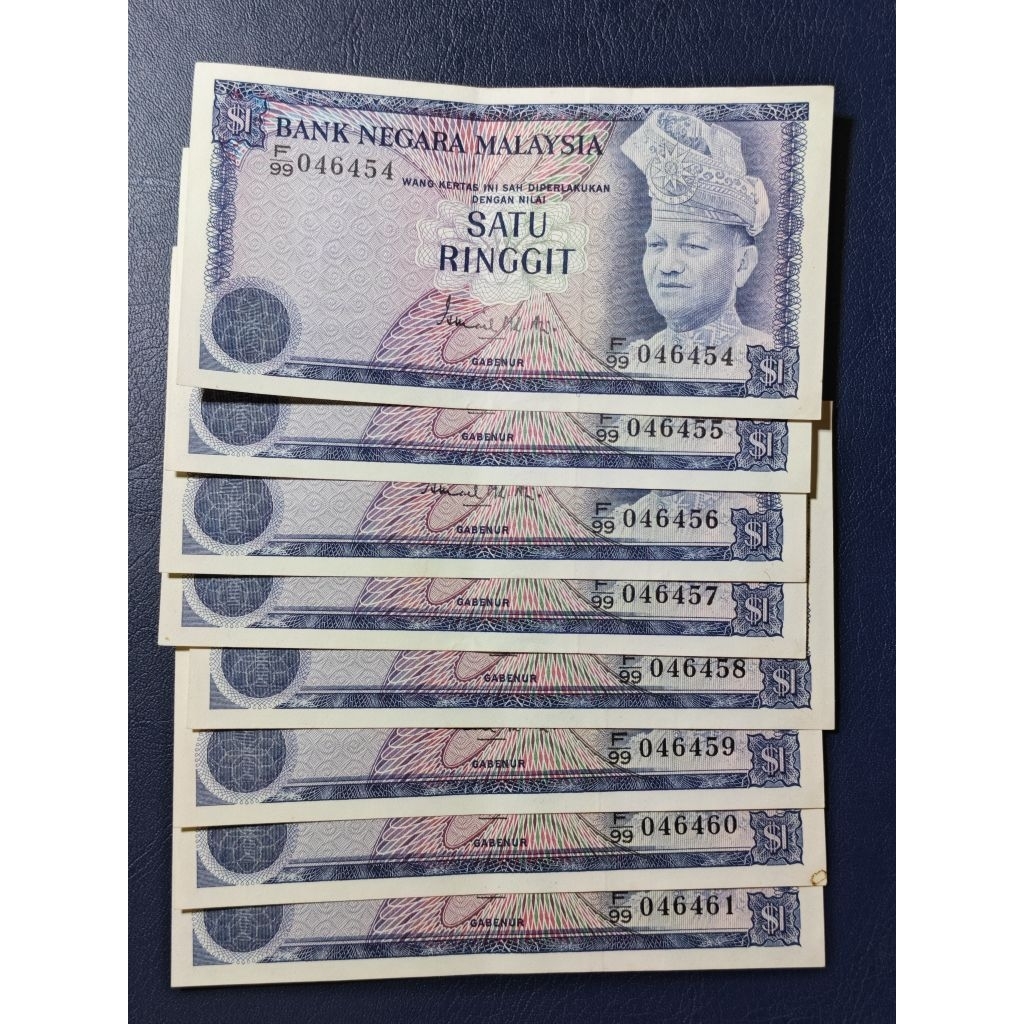 $1 BANK NEGARA MALAYSIA
F/99 046454
WANG KERTAS INI SAH DIPERLAKUKAN
DENGAN NILAI
SATU
RINGGIT
GABENUR
F/99 046454 $1
GABENUR
F/99 046455 $1
GABENUR
F/99 046456 $1
GABENUR
F/99 046457 $1
GABENUR
F/99 046458 $1
GABENUR
F/99 046459 $1
GABENUR
F/99 046460 $1
GABENUR
F/99 046461 $1